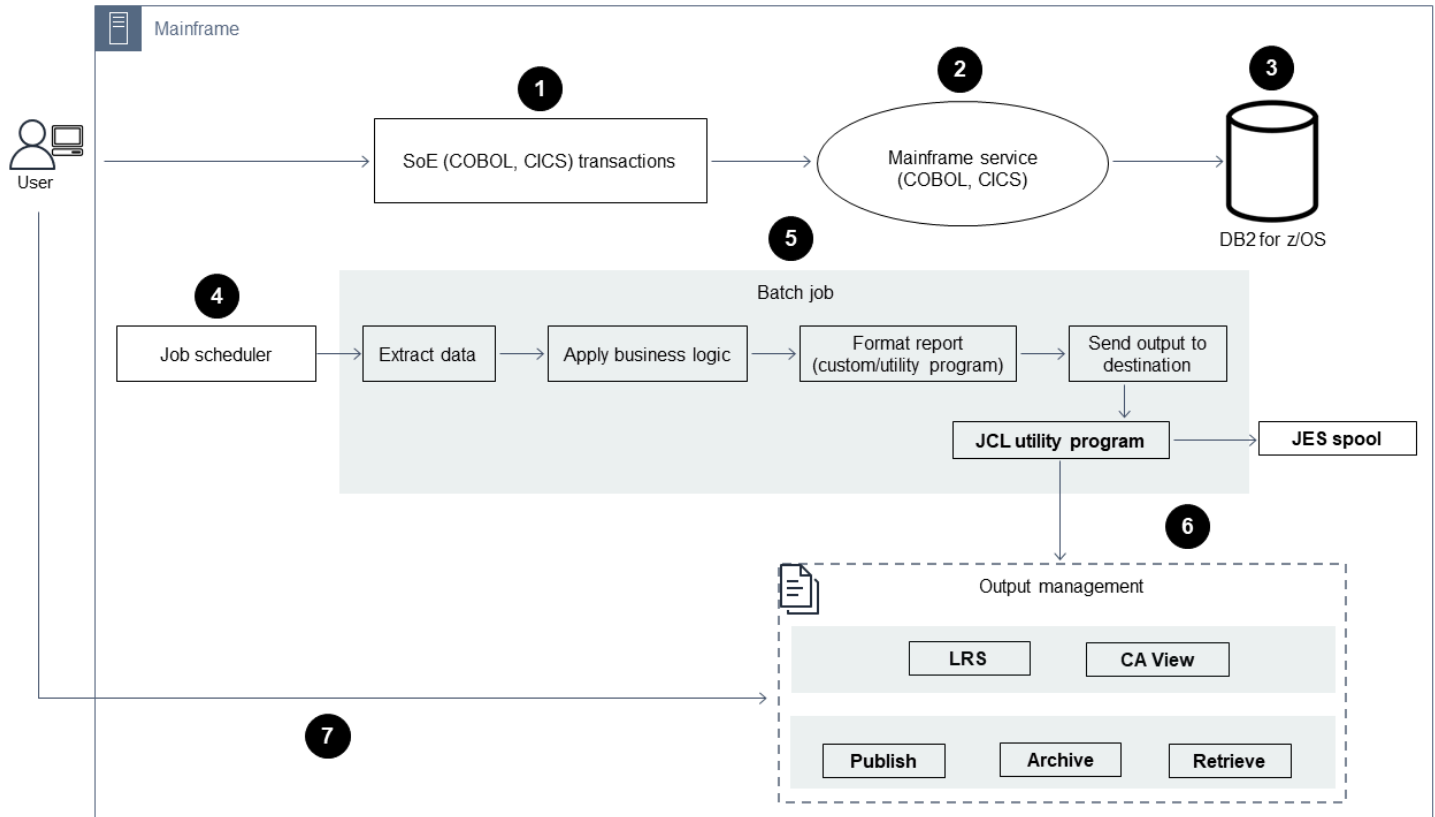 Mainframe
1
2
3
User
SoE (COBOL, CICS) transactions
Mainframe service
(COBOL, CICS)
DB2 for z/OS
4
5
Batch job
Job scheduler
Extract data
Apply business logic
Format report
(custom/utility program)
Send output to
destination
JCL utility program
JES spool
6
Output management
LRS
CA View
7
Publish
Archive
Retrieve